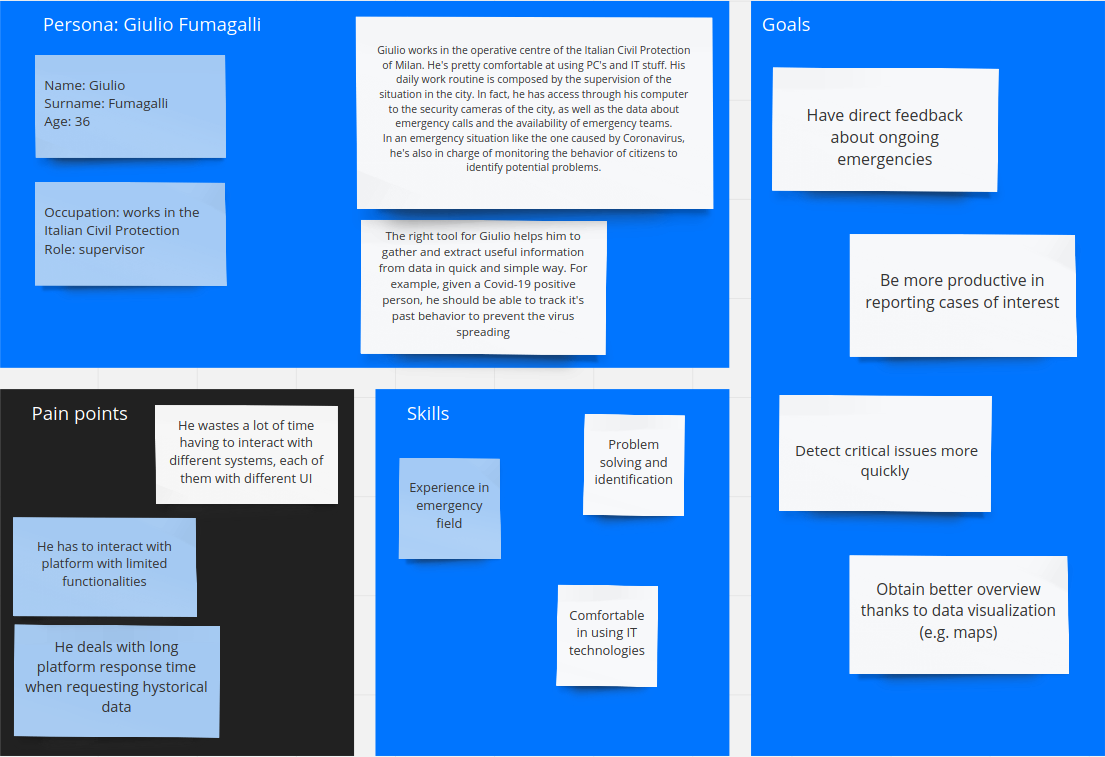 Persona: Giulio Fumagalli
Name: Giulio
Surname: Fumagalli
Age: 36
Occupation: works in the
Italian Civil Protection
Role: supervisor
Giulio works in the operative centre of the Italian Civil Protection
of Milan. He's pretty comfortable at using PC's and IT stuff. His
daily work routine is composed by the supervision of the
situation in the city. In fact, he has access through his computer
to the security cameras of the city, as well as the data about
emergency calls and the availability of emergency teams.
In an emergency situation like the one caused by Coronavirus,
he's also in charge of monitoring the behavior of citizens to
identify potential problems.
The right tool for Giulio helps him to
gather and extract useful information
from data in quick and simple way. For
example, given a Covid-19 positive
person, he should be able to track it's
past behavior to prevent the virus
spreading
Goals
Have direct feedback
about ongoing
emergencies
Be more productive in
reporting cases of interest
Detect critical issues more
quickly
Obtain better overview
thanks to data visualization
(e.g. maps)
Pain points
He wastes a lot of time
having to interact with
different systems, each of
them with different UI
He has to interact with
platform with limited
functionalities
He deals with long
platform response time
when requesting hystorical
data
Skills
Problem
solving and
identification
Experience in
emergency
field
Comfortable
in using IT
technologies